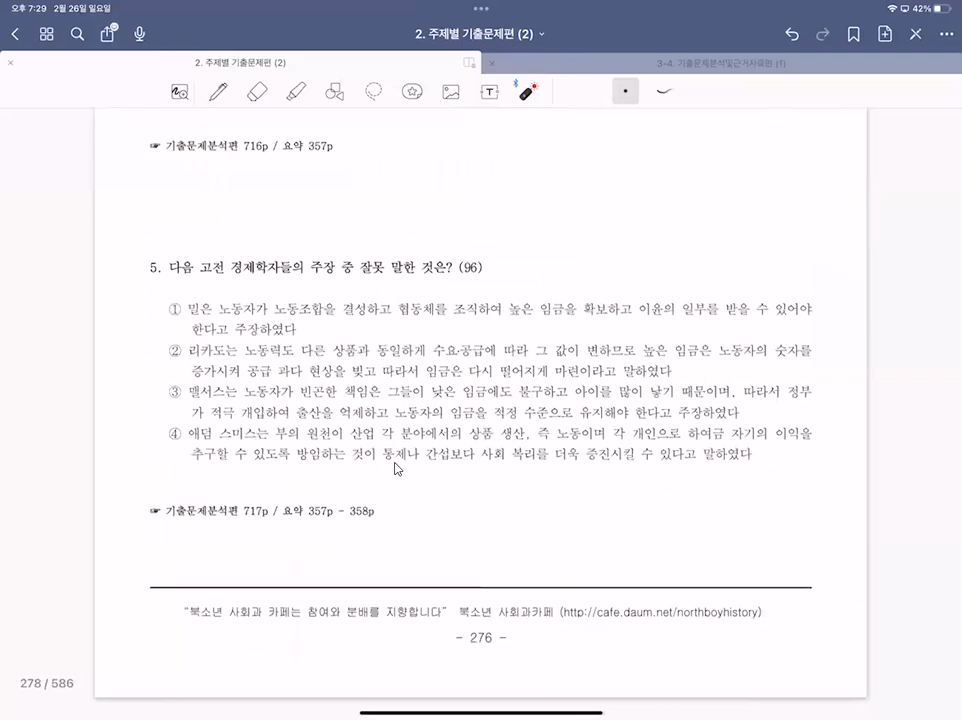 오후 7:29 2월 26일 일요일
42%
2. 주제별 기출문제편 (2)
2. 주제별 기출문제편 (2)
3-4. 기출문제분석및근거사료편 (1)
☞ 기출문제분석편 716p / 요약 357p
5. 다음 고전 경제학자들의 주장 중 잘못 말한 것은? (96)
① 밀은 노동자가 노동조합을 결성하고 협동체를 조직하여 높은 임금을 확보하고 이윤의 일부를 받을 수 있어야
한다고 주장하였다
② 리카도는 노동력도 다른 상품과 동일하게 수요·공급에 따라 그 값이 변하므로 높은 임금은 노동자의 숫자를
증가시켜 공급 과다 현상을 빚고 따라서 임금은 다시 떨어지게 마련이라고 말하였다
③ 맬서스는 노동자가 빈곤한 책임은 그들이 낮은 임금에도 불구하고 아이를 많이 낳기 때문이며, 따라서 정부
가 적극 개입하여 출산을 억제하고 노동자의 임금을 적정 수준으로 유지해야 한다고 주장하였다
④ 애덤 스미스는 부의 원천이 산업 각 분야에서의 상품 생산, 즉 노동이며 각 개인으로 하여금 자기의 이익을
추구할 수 있도록 방임하는 것이 통제나 간섭보다 사회 복리를 더욱 증진시킬 수 있다고 말하였다
☞ 기출문제분석편 717p / 요약 357p - 358p
"북소년 사회과 카페는 참여와 분배를 지향합니다" 북소년 사회과카페 (http://cafe.daum.net/northboyhistory)
- 276 -
278 / 586